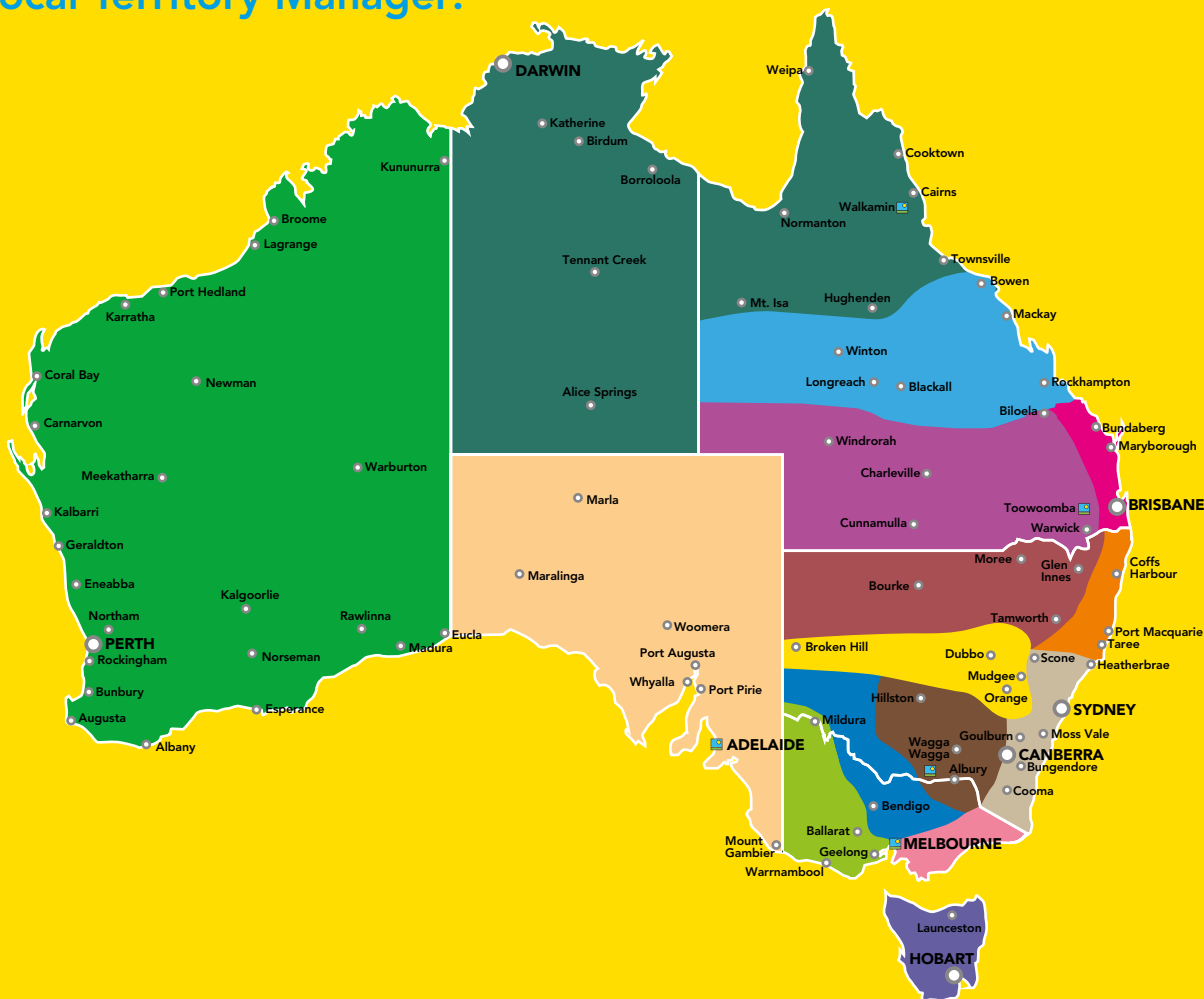 ocal Territory Manager.
DARWIN
Weipa
Katherine
Birdum
Kununurra
Borroloola
Cooktown
Cairns
Walkamin
Normanton
Broome
Lagrange
Tennant Creek
Townsville
Bowen
Port Hedland
Karratha
Mt. Isa
Hughenden
Mackay
Winton
Coral Bay
Newman
Longreach
Blackall
Rockhampton
Alice Springs
Biloela
Carnarvon
Bundaberg
Windrorah
Maryborough
Meekatharra
Warburton
Charleville
Marla
Kalbarri
Toowoomba
BRISBANE
Cunnamulla
Warwick
Geraldton
Moree
Glen
Innes
Coffs
Harbour
Maralinga
Eneabba
Bourke
Kalgoorlie
Northam
Rawlinna
Tamworth
Woomera
Eucla
Port Macquarie
PERTH
Madura
Broken Hill
Taree
Rockingham
Norseman
Port Augusta
Dubbo
Scone
Heatherbrae
Whyalla
Port Pirie
Mudgee
Bunbury
Hillston
Orange
Esperance
SYDNEY
Augusta
Mildura
Albany
ADELAIDE
Goulburn
Moss Vale
Wagga
Wagga
CANBERRA
Albury
Bungendore
Cooma
Bendigo
Ballarat
Mount
Gambier
Geelong
MELBOURNE
Warrnambool
Launceston
HOBART